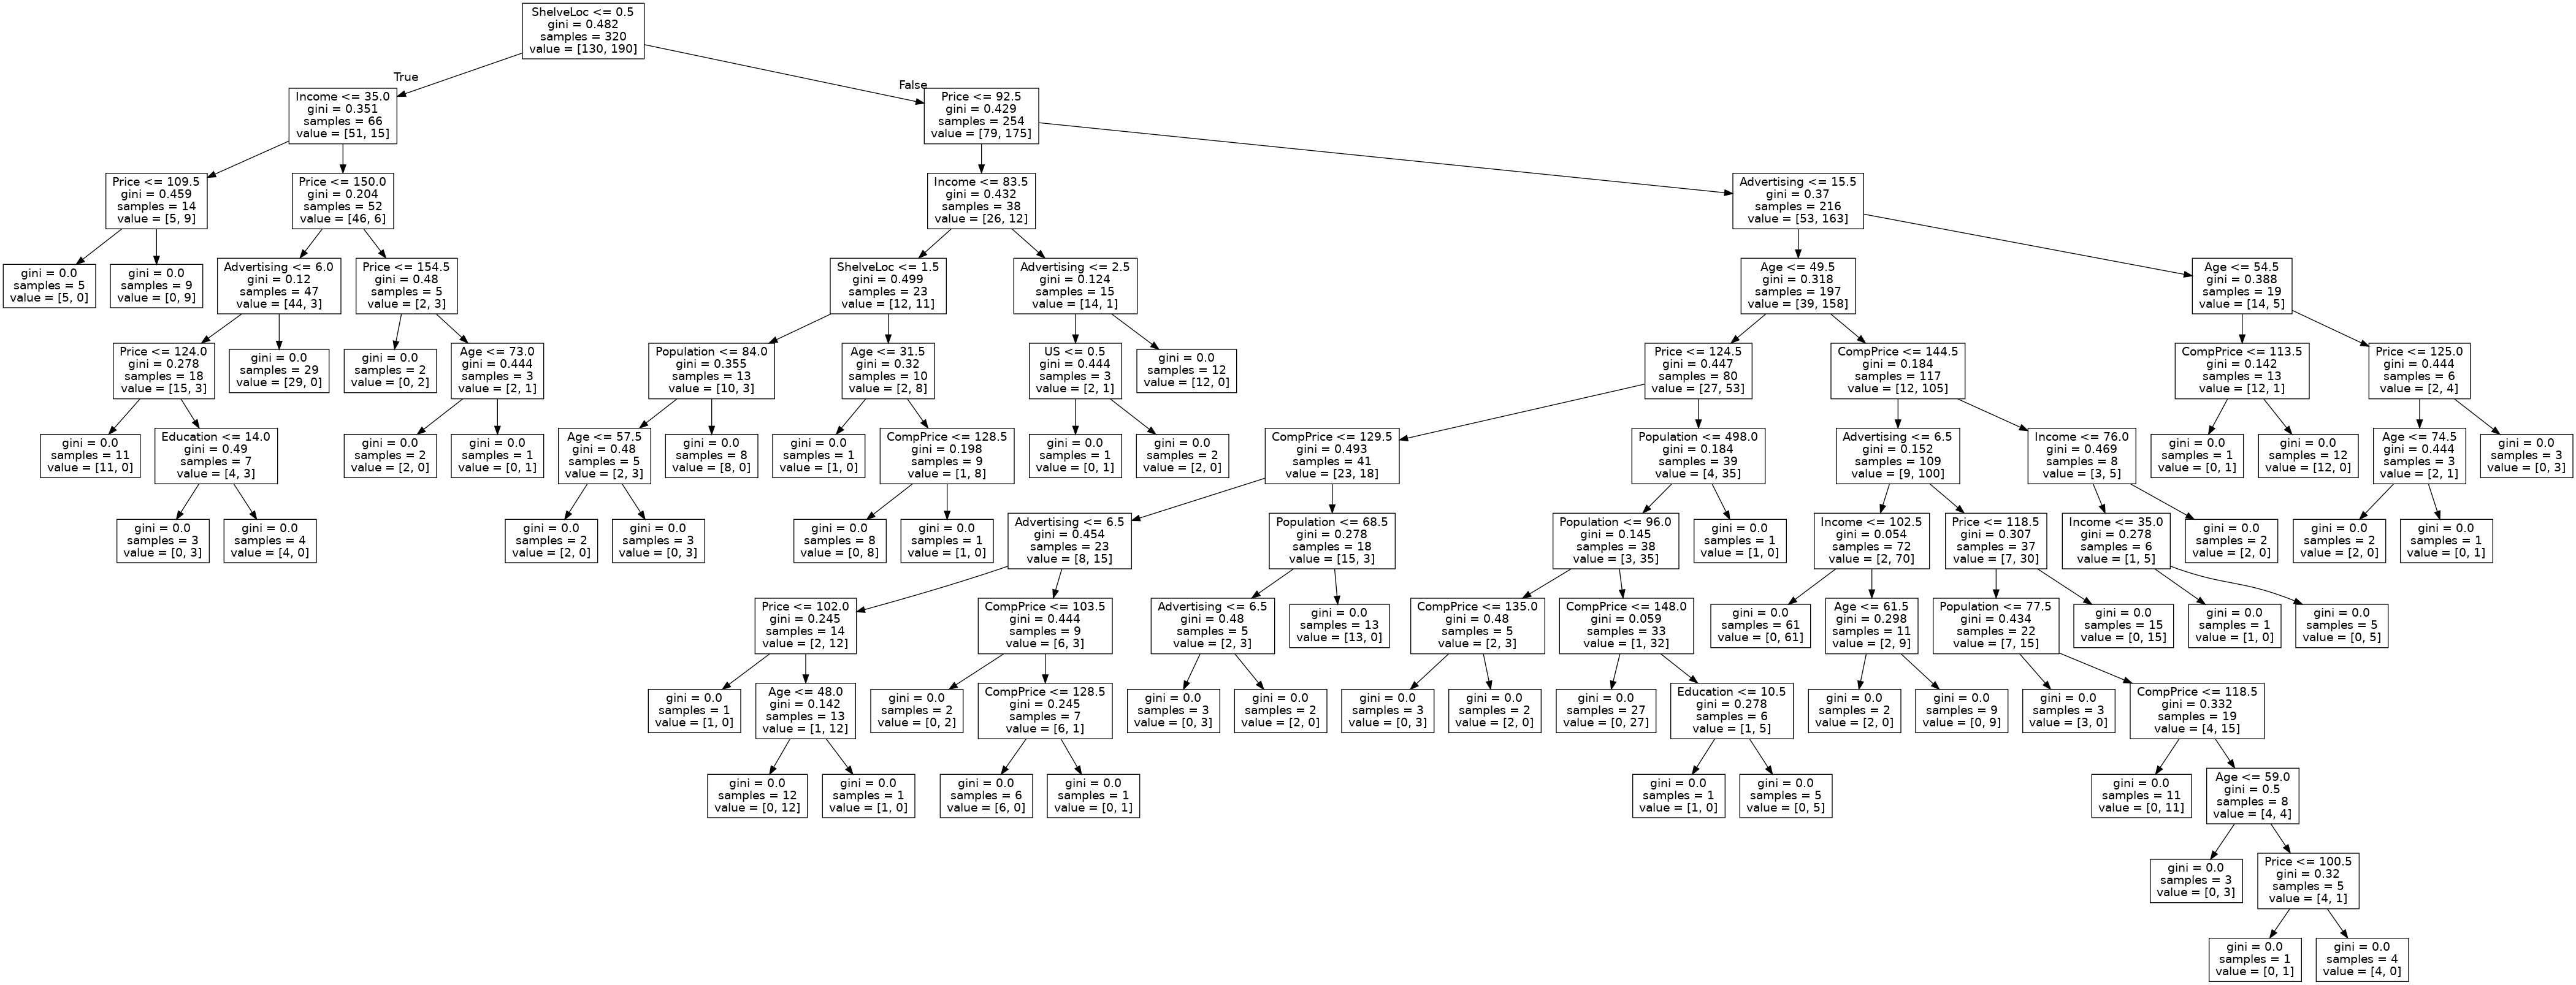 ShelveLoc <= 0.5
gini = 0.482
samples = 320
value = [130, 190]
True
False
Income <= 35.0
gini = 0.351
samples = 66
value = [51, 15]
Price <= 92.5
gini = 0.429
samples = 254
value = [79, 175]
Price <= 109.5
gini = 0.459
samples = 14
value = [5, 9]
Price <= 150.0
gini = 0.204
samples = 52
value = [46, 6]
Income <= 83.5
gini = 0.432
samples = 38
value = [26, 12]
Advertising <= 15.5
gini = 0.37
samples = 216
value = [53, 163]
gini = 0.0
samples = 5
value = [5, 0]
gini = 0.0
samples = 9
value = [0, 9]
Advertising <= 6.0
gini = 0.12
samples = 47
value = [44, 3]
Price <= 154.5
gini = 0.48
samples = 5
value = [2, 3]
ShelveLoc <= 1.5
gini = 0.499
samples = 23
value = [12, 11]
Advertising <= 2.5
gini = 0.124
samples = 15
value = [14, 1]
Age <= 49.5
gini = 0.318
samples = 197
value = [39, 158]
Age <= 54.5
gini = 0.388
samples = 19
value = [14, 5]
Price <= 124.0
gini = 0.278
samples = 18
value = [15, 3]
gini = 0.0
samples = 29
value = [29, 0]
gini = 0.0
samples = 2
value = [0, 2]
Age <= 73.0
gini = 0.444
samples = 3
value = [2, 1]
Population <= 84.0
gini = 0.355
samples = 13
value = [10, 3]
Age <= 31.5
gini = 0.32
samples = 10
value = [2, 8]
US <= 0.5
gini = 0.444
samples = 3
value = [2, 1]
gini = 0.0
samples = 12
value = [12, 0]
Price <= 124.5
gini = 0.447
samples = 80
value = [27, 53]
CompPrice <= 144.5
gini = 0.184
samples = 117
value = [12, 105]
CompPrice <= 113.5
gini = 0.142
samples = 13
value = [12, 1]
Price <= 125.0
gini = 0.444
samples = 6
value = [2, 4]
gini = 0.0
samples = 11
value = [11, 0]
Education <= 14.0
gini = 0.49
samples = 7
value = [4, 3]
gini = 0.0
samples = 2
value = [2, 0]
gini = 0.0
samples = 1
value = [0, 1]
Age <= 57.5
gini = 0.48
samples = 5
value = [2, 3]
gini = 0.0
samples = 8
value = [8, 0]
gini = 0.0
samples = 1
value = [1, 0]
CompPrice <= 128.5
gini = 0.198
samples = 9
value = [1, 8]
gini = 0.0
samples = 1
value = [0, 1]
gini = 0.0
samples = 2
value = [2, 0]
CompPrice <= 129.5
gini = 0.493
samples = 41
value = [23, 18]
Population <= 498.0
gini = 0.184
samples = 39
value = [4, 35]
Advertising <= 6.5
gini = 0.152
samples = 109
value = [9, 100]
Income <= 76.0
gini = 0.469
samples = 8
value = [3, 5]
gini = 0.0
samples = 1
value = [0, 1]
gini = 0.0
samples = 12
value = [12, 0]
Age <= 74.5
gini = 0.444
samples = 3
value = [2, 1]
gini = 0.0
samples = 3
value = [0, 3]
gini = 0.0
samples = 3
value = [0, 3]
gini = 0.0
samples = 4
value = [4, 0]
gini = 0.0
samples = 2
value = [2, 0]
gini = 0.0
samples = 3
value = [0, 3]
gini = 0.0
samples = 8
value = [0, 8]
gini = 0.0
samples = 1
value = [1, 0]
Advertising <= 6.5
gini = 0.454
samples = 23
value = [8, 15]
Population <= 68.5
gini = 0.278
samples = 18
value = [15, 3]
Population <= 96.0
gini = 0.145
samples = 38
value = [3, 35]
gini = 0.0
samples = 1
value = [1, 0]
Income <= 102.5
gini = 0.054
samples = 72
value = [2, 70]
Price <= 118.5
gini = 0.307
samples = 37
value = [7, 30]
Income <= 35.0
gini = 0.278
samples = 6
value = [1, 5]
gini = 0.0
samples = 2
value = [2, 0]
gini = 0.0
samples = 2
value = [2, 0]
gini = 0.0
samples = 1
value = [0, 1]
Price <= 102.0
gini = 0.245
samples = 14
value = [2, 12]
CompPrice <= 103.5
gini = 0.444
samples = 9
value = [6, 3]
Advertising <= 6.5
gini = 0.48
samples = 5
value = [2, 3]
gini = 0.0
samples = 13
value = [13, 0]
CompPrice <= 135.0
gini = 0.48
samples = 5
value = [2, 3]
CompPrice <= 148.0
gini = 0.059
samples = 33
value = [1, 32]
gini = 0.0
samples = 61
value = [0, 61]
Age <= 61.5
gini = 0.298
samples = 11
value = [2, 9]
Population <= 77.5
gini = 0.434
samples = 22
value = [7, 15]
gini = 0.0
samples = 15
value = [0, 15]
gini = 0.0
samples = 1
value = [1, 0]
gini = 0.0
samples = 5
value = [0, 5]
gini = 0.0
samples = 1
value = [1, 0]
Age <= 48.0
gini = 0.142
samples = 13
value = [1, 12]
gini = 0.0
samples = 2
value = [0, 2]
CompPrice <= 128.5
gini = 0.245
samples = 7
value = [6, 1]
gini = 0.0
samples = 3
value = [0, 3]
gini = 0.0
samples = 2
value = [2, 0]
gini = 0.0
samples = 3
value = [0, 3]
gini = 0.0
samples = 2
value = [2, 0]
gini = 0.0
samples = 27
value = [0, 27]
Education <= 10.5
gini = 0.278
samples = 6
value = [1, 5]
gini = 0.0
samples = 2
value = [2, 0]
gini = 0.0
samples = 9
value = [0, 9]
gini = 0.0
samples = 3
value = [3, 0]
CompPrice <= 118.5
gini = 0.332
samples = 19
value = [4, 15]
gini = 0.0
samples = 12
value = [0, 12]
gini = 0.0
samples = 1
value = [1, 0]
gini = 0.0
samples = 6
value = [6, 0]
gini = 0.0
samples = 1
value = [0, 1]
gini = 0.0
samples = 1
value = [1, 0]
gini = 0.0
samples = 5
value = [0, 5]
gini = 0.0
samples = 11
value = [0, 11]
Age <= 59.0
gini = 0.5
samples = 8
value = [4, 4]
gini = 0.0
samples = 3
value = [0, 3]
Price <= 100.5
gini = 0.32
samples = 5
value = [4, 1]
gini = 0.0
samples = 1
value = [0, 1]
gini = 0.0
samples = 4
value = [4, 0]